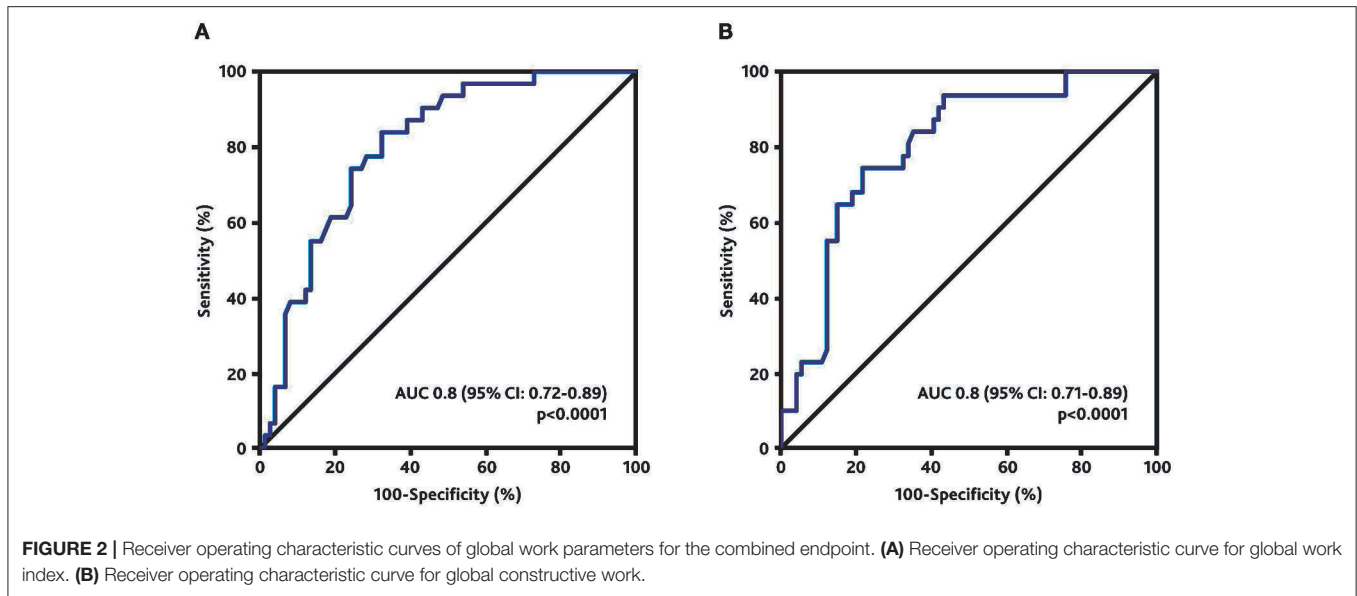 A
100
80
60
40
20
0
Sensitivity (%)
0 20 40 60 80 100
100-Specificity (%)
AUC 0.8 (95% CI: 0.72-0.89)
p<0.0001
B
100
80
60
40
20
0
Sensitivity (%)
0 20 40 60 80 100
100-Specificity (%)
AUC 0.8 (95% CI: 0.71-0.89)
p<0.0001
FIGURE 2 | Receiver operating characteristic curves of global work parameters for the combined endpoint. (A) Receiver operating characteristic curve for global work
index. (B) Receiver operating characteristic curve for global constructive work.